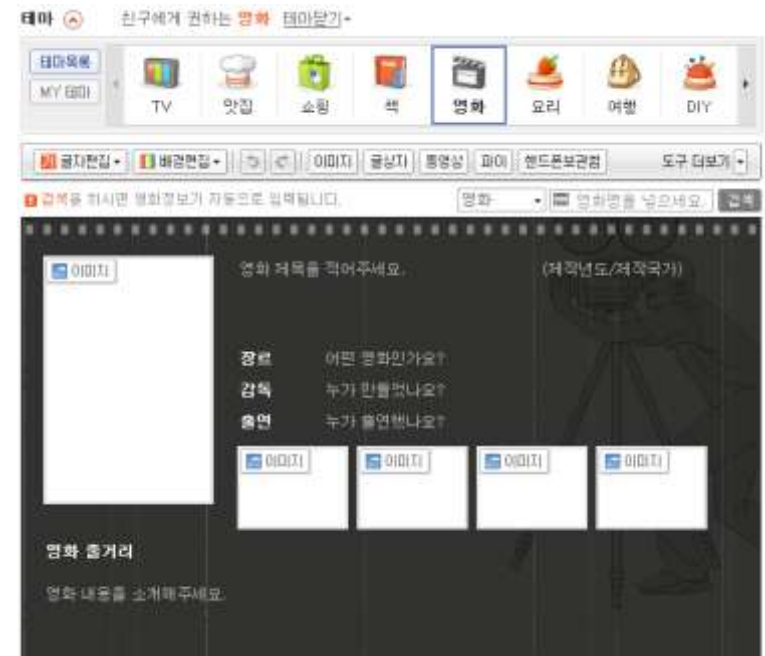 테마 친구에게 권하는 영화 테마닫기
테마목록
MY 테마
TV 맛집 쇼핑 책 영화 요리 여행 DIY
글자편집 배경편집 이미지 글상자 동영상 파이 핸드폰보관함 도구 더보기
검색을 하시면 영화정보가 자동으로 입력됩니다. 영화 영화명을 넣으세요. 검색
이미지 영화 제목을 적어주세요. (제작년도/제작국가)
장르 어떤 영화인가요?
감독 누가 만들었나요?
출연 누가 출연했나요?
이미지 이미지 이미지 이미지
영화 줄거리
영화 내용을 소개해주세요.